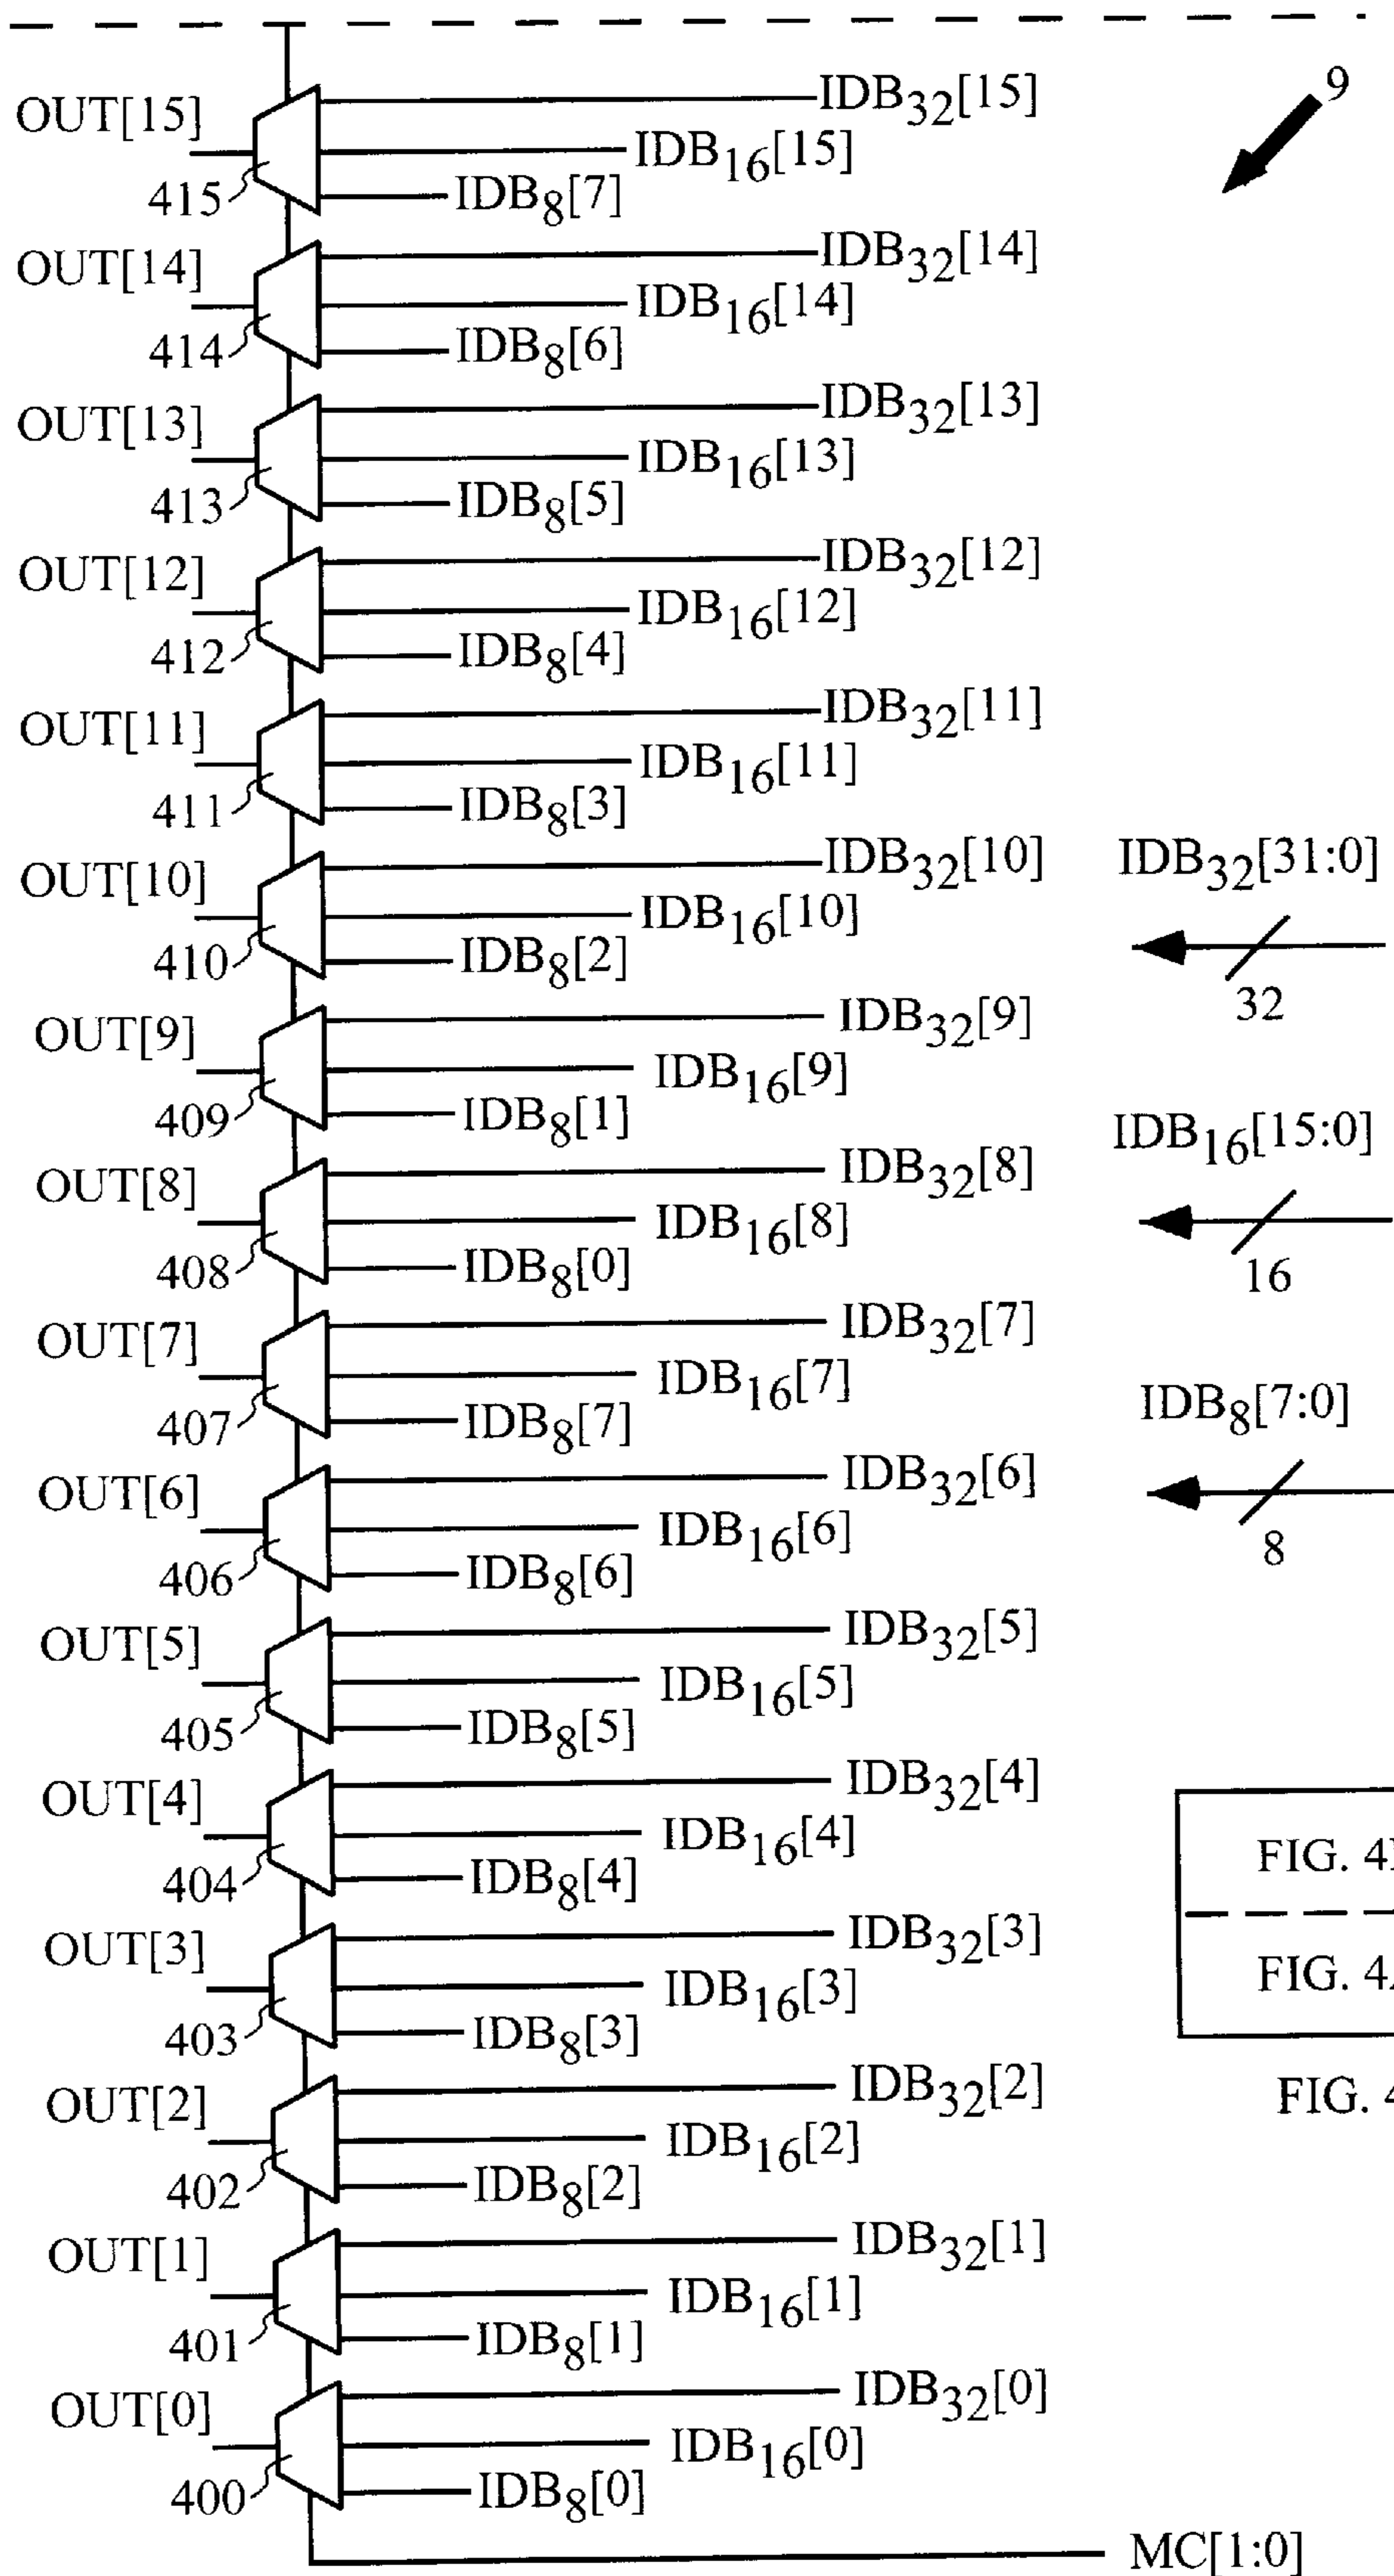 9
OUT[15]
IDB32[15]
IDB16[15]
IDB8[7]
415
OUT[14]
IDB32[14]
IDB16[14]
IDB8[6]
414
OUT[13]
IDB32[13]
IDB16[13]
IDB8[5]
413
OUT[12]
IDB32[12]
IDB16[12]
IDB8[4]
412
OUT[11]
IDB32[11]
IDB16[11]
IDB8[3]
411
OUT[10]
IDB32[10]
IDB16[10]
IDB8[2]
410
IDB32[31:0]
32
OUT[9]
IDB32[9]
IDB16[9]
IDB8[1]
409
IDB16[15:0]
16
OUT[8]
IDB32[8]
IDB16[8]
IDB8[0]
408
OUT[7]
IDB32[7]
IDB16[7]
IDB8[7]
407
IDB8[7:0]
8
OUT[6]
IDB32[6]
IDB16[6]
IDB8[6]
406
OUT[5]
IDB32[5]
IDB16[5]
IDB8[5]
405
OUT[4]
IDB32[4]
IDB16[4]
IDB8[4]
404
FIG.
FIG.
FIG. 4
OUT[3]
IDB32[3]
IDB16[3]
IDB8[3]
403
OUT[2]
IDB32[2]
IDB16[2]
IDB8[2]
402
OUT[1]
IDB32[1]
IDB16[1]
IDB8[1]
401
OUT[0]
IDB32[0]
IDB16[0]
IDB8[0]
400
MC[1:0]